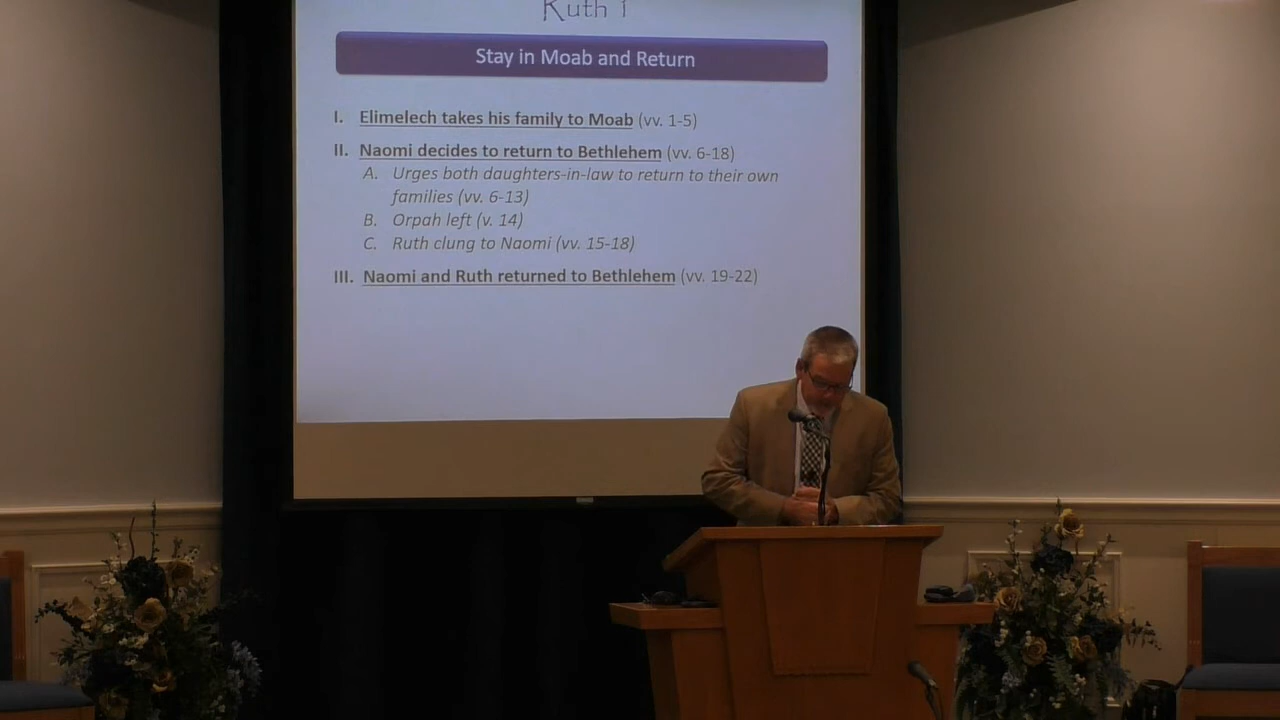 Ruth 1
Stay in Moab and Return
I. Elimelech takes his family to Moab (vv. 1-5)
II. Naomi decides to return to Bethlehem (vv. 6-18)
A. Urges both daughters-in-law to return to their own
families (vv. 6-13)
B. Orpah left (v. 14)
C. Ruth clung to Naomi (vv. 15-18)
III. Naomi and Ruth returned to Bethlehem (vv. 19-22)